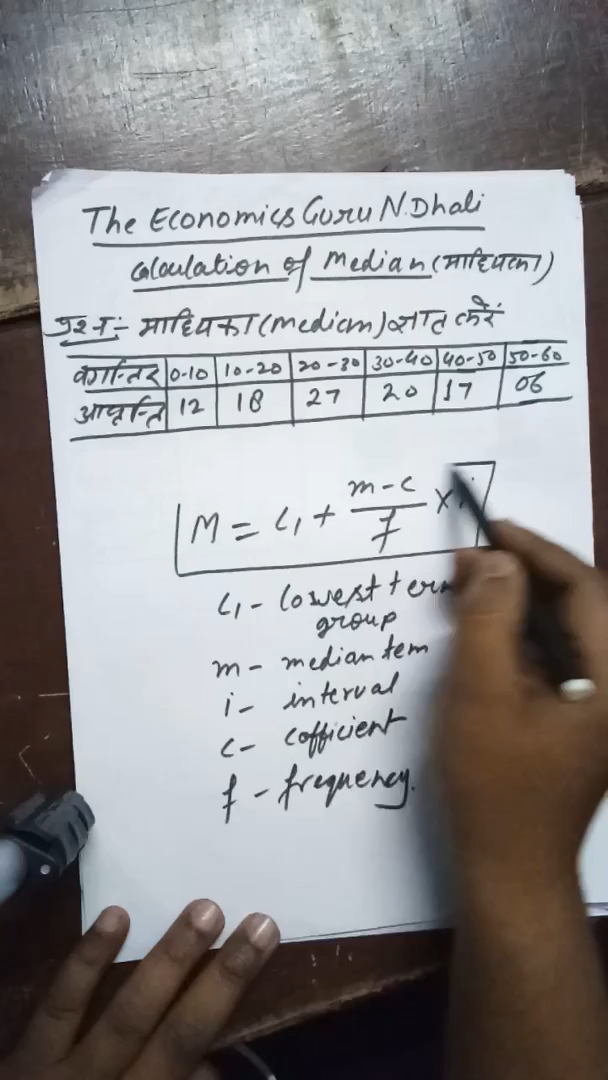 The Economics Guru N.Dhali
Calculation of Median (माध्यिका)
प्रश्न:- माध्यिका (median) ज्ञात करें
वर्गान्तर 0-10 10-20 20-30 30-40 40-50 50-60
आवृत्ति 12 18 27 20 17 06
M = L₁ + m-c/f × i
L₁ - lowest term
group
m - median tem
i - interval
c - cofficient
f - frequency.